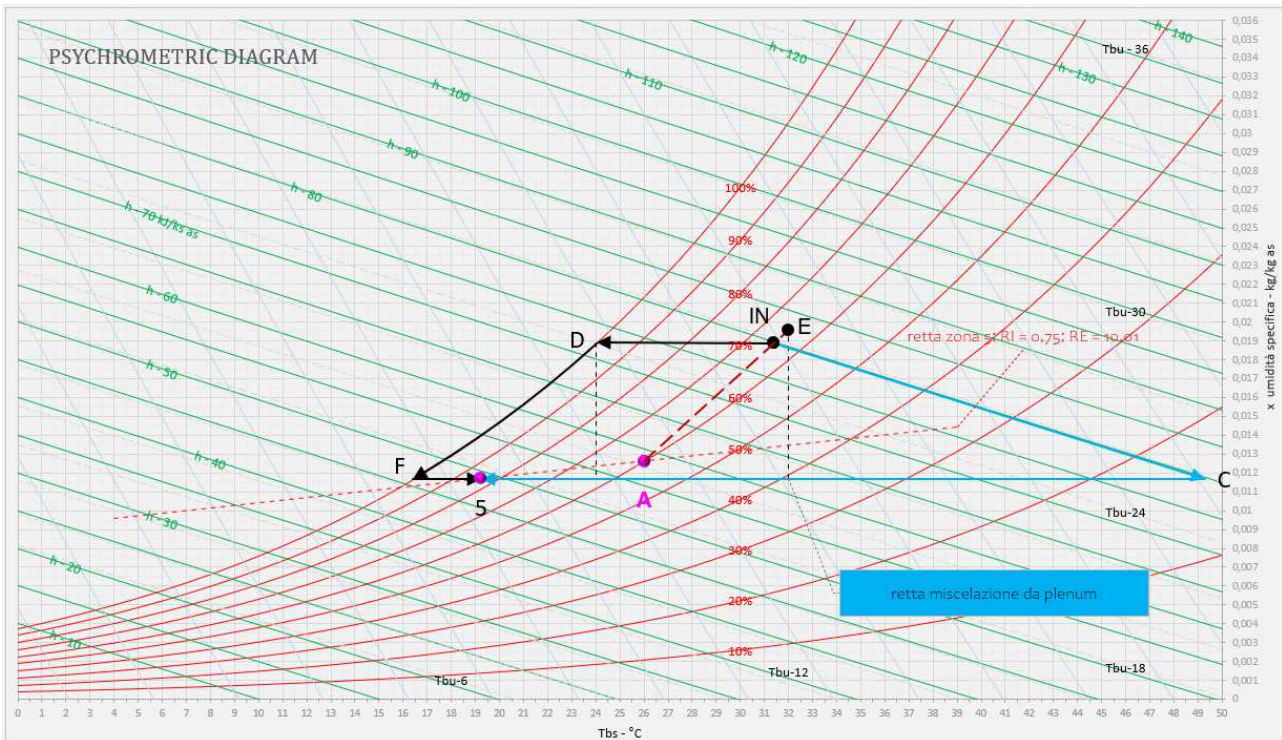 PSYCHROMETRIC DIAGRAM
h - 140
0,036
0,035
Tbu - 36
0,034
h - 120
0,033
h - 130
h - 110
0,032
h - 100
0,031
0,03
0,029
h - 90
0,028
100%
0,027
h - 80
0,026
0,025
h - 70 kJ/ks as
90%
0,024
0,023
0,022
h - 60
80%
0,021
Tbu-30
IN
E
0,02
D
70%
retta zona 5; RI = 0,75; RE = 10,01
0,019
0,018
h - 50
0,017
60%
0,016
0,015
0,014
50%
0,013
h - 40
F
0,012
C
5
A
40%
0,011
0,01
Tbu-24
h - 30
0,009
0,008
30%
0,007
h - 20
0,006
retta miscelazione da plenum
20%
0,005
0,004
h - 10
0,003
10%
0,002
Tbu-6
Tbu-12
Tbu-18
0,001
0
x umidità specifica - kg/kg as
0 1 2 3 4 5 6 7 8 9 10 11 12 13 14 15 16 17 18 19 20 21 22 23 24 25 26 27 28 29 30 31 32 33 34 35 36 37 38 39 40 41 42 43 44 45 46 47 48 49 50
Tbs - °C